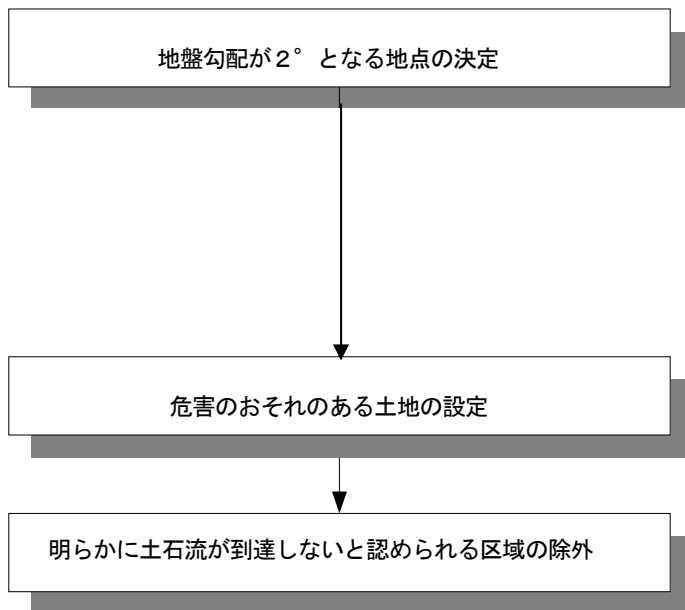 地盤勾配が２°となる地点の決定
危害のおそれのある土地の設定
明らかに土石流が到達しないと認められる区域の除外